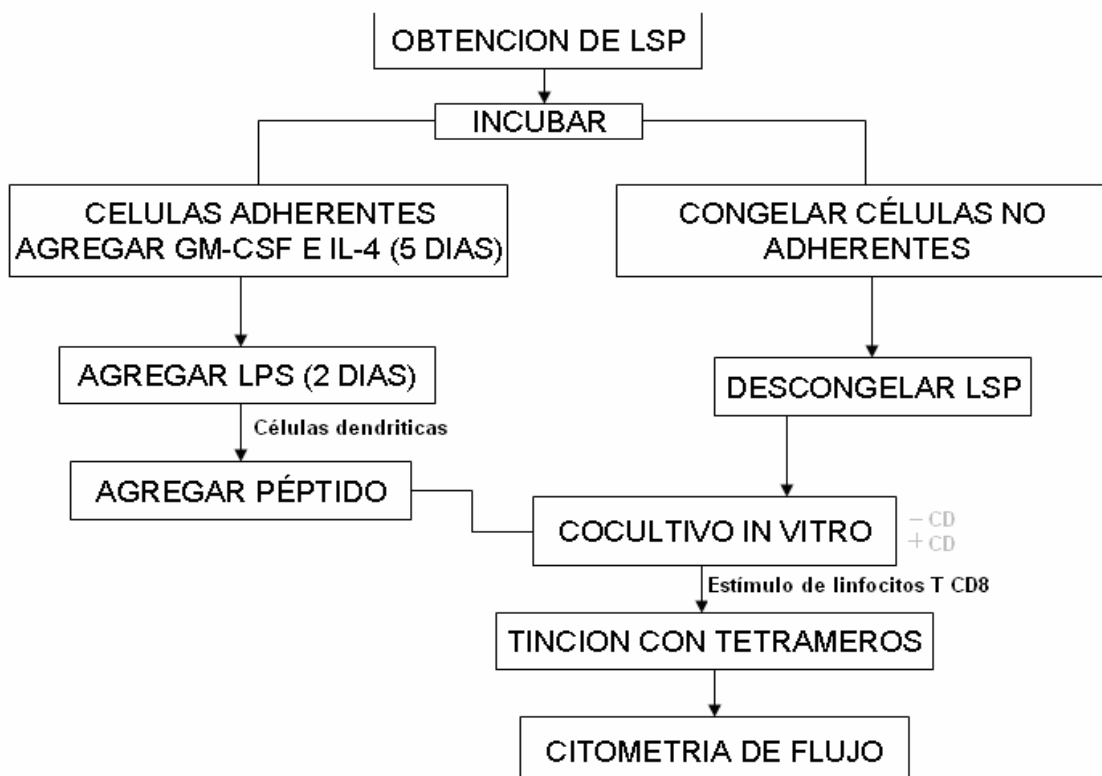 OBTENCION DE LSP
INCUBAR
CELULAS ADHERENTES
AGREGAR GM-CSF E IL-4 (5 DIAS)
CONGELAR CÉLULAS NO
ADHERENTES
AGREGAR LPS (2 DIAS)
DESCONGELAR LSP
Células dendriticas
AGREGAR PÉPTIDO
COCULTIVO IN VITRO
− CD
+ CD
Estímulo de linfocitos T CD8
TINCION CON TETRAMEROS
CITOMETRIA DE FLUJO